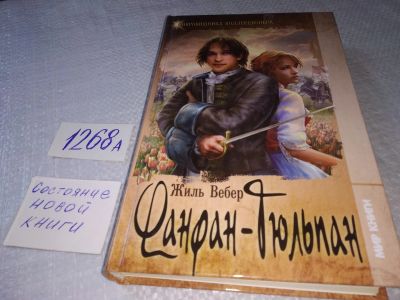 1268А
Состояние
новой
книги
Жиль Вебер
Фанфан-Тюльпан
МИР КНИГИ